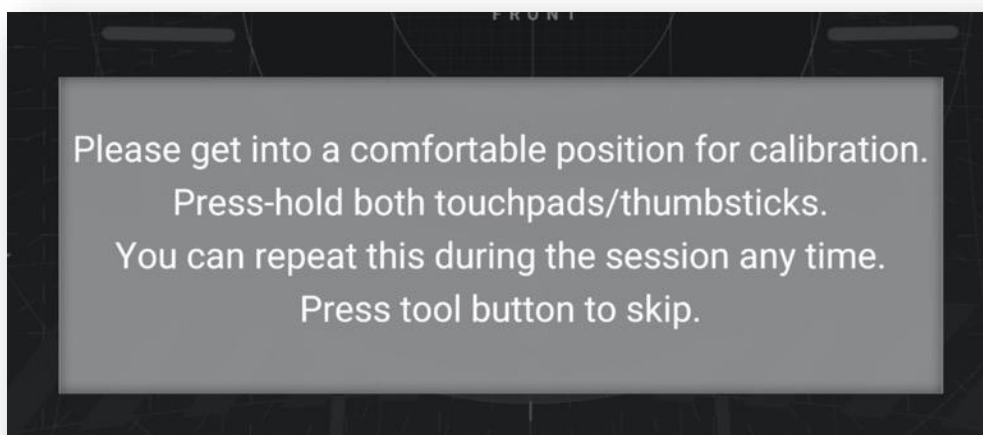 FRONT
Please get into a comfortable position for calibration.
Press-hold both touchpads/thumbsticks.
You can repeat this during the session any time.
Press tool button to skip.